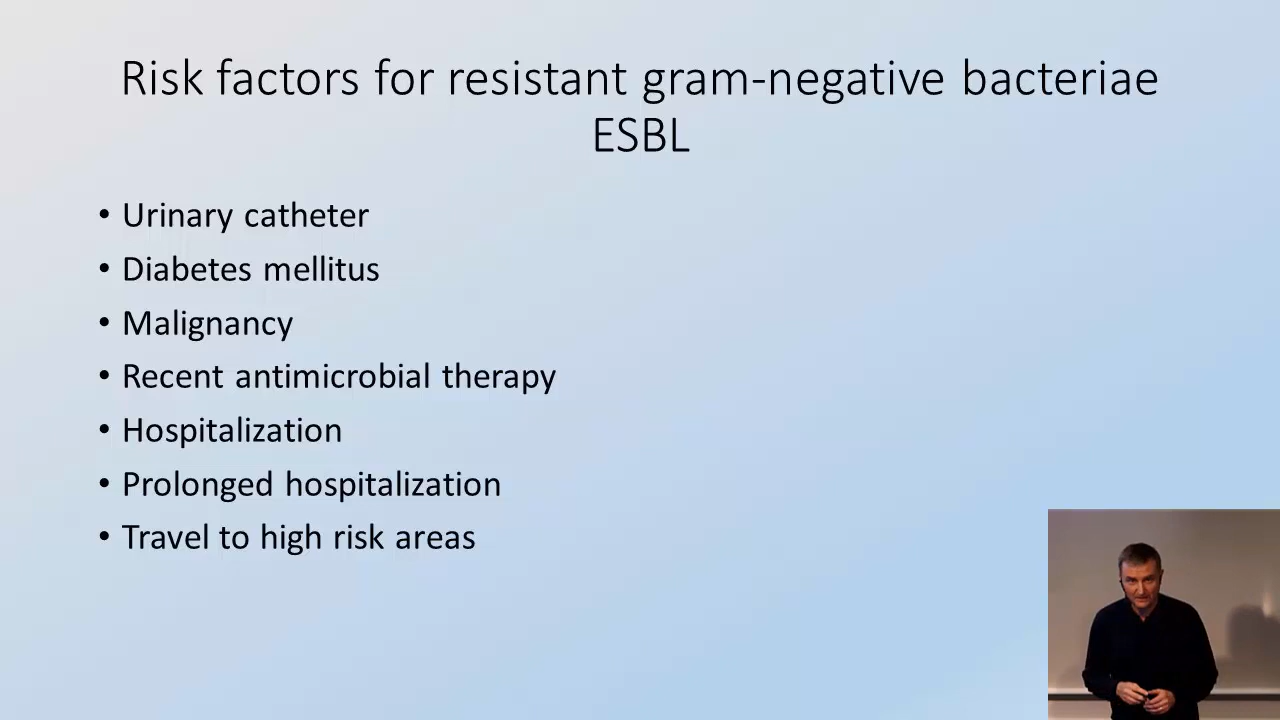 Risk factors for resistant gram-negative bacteriae
ESBL
• Urinary catheter
• Diabetes mellitus
• Malignancy
• Recent antimicrobial therapy
• Hospitalization
• Prolonged hospitalization
• Travel to high risk areas